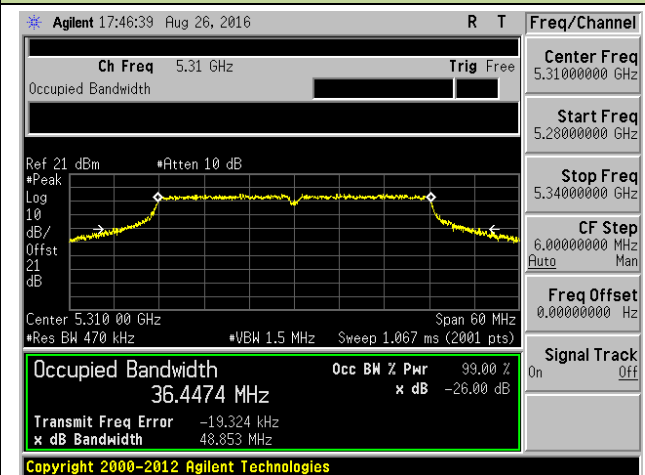 Agilent 17:46:39 Aug 26, 2016 R T
Freq/Channel
Ch Freq 5.31 GHz Trig Free
Occupied Bandwidth
Center Freq
5.31000000 GHz
Start Freq
5.28000000 GHz
Stop Freq
5.34000000 GHz
CF Step
6.00000000 MHz
Auto Man
Freq Offset
0.00000000 Hz
Signal Track
On Off
Ref 21 dBm #Atten 10 dB
#Peak
Log
10
dB/
Offst
21
dB
Center 5.310 00 GHz Span 60 MHz
#Res BW 470 kHz #VBW 1.5 MHz Sweep 1.067 ms (2001 pts)
Occupied Bandwidth Occ BW % Pwr 99.00 %
36.4474 MHz x dB -26.00 dB
Transmit Freq Error -19.324 kHz
x dB Bandwidth 48.853 MHz
Copyright 2000-2012 Agilent Technologies